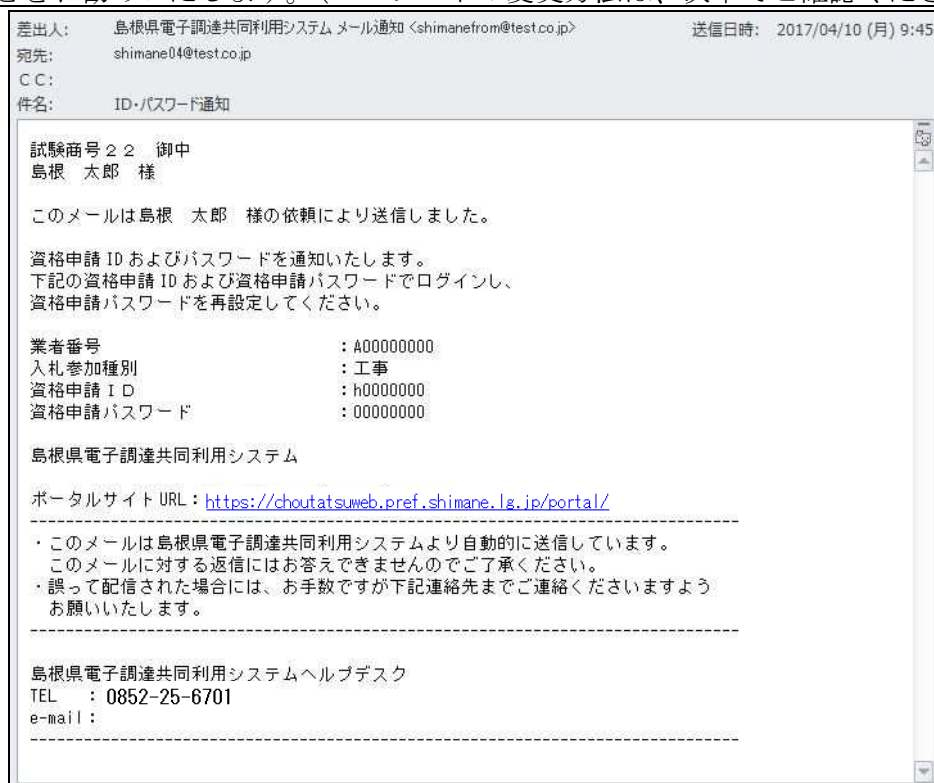 差出人: 島根県電子調達共同利用システム メール通知 <shimanefrom@test.co.jp> 送信日時: 2017/04/10 (月) 9:45
宛先: shimane04@test.co.jp
CC:
件名: ID・パスワード通知
試験商号２２ 御中
島根 太郎 様
このメールは島根 太郎 様の依頼により送信しました。
資格申請IDおよびパスワードを通知いたします。
下記の資格申請IDおよび資格申請パスワードでログインし、
資格申請パスワードを再設定してください。
業者番号 : A00000000
入札参加種別 : 工事
資格申請ＩＤ : h0000000
資格申請パスワード : 00000000
島根県電子調達共同利用システム
ポータルサイトURL：https://choutatsuweb.pref.shimane.lg.jp/portal/
--------------------------------------------------------------------------------
・このメールは島根県電子調達共同利用システムより自動的に送信しています。
このメールに対する返信にはお答えできませんのでご了承ください。
・誤って配信された場合には、お手数ですが下記連絡先までご連絡くださいますよう
お願いいたします。
--------------------------------------------------------------------------------
島根県電子調達共同利用システムヘルプデスク
TEL : 0852-25-6701
e-mail :
--------------------------------------------------------------------------------